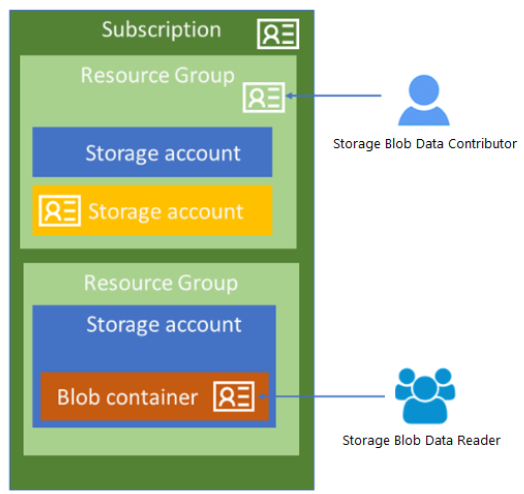 Subscription
Resource Group
Storage Blob Data Contributor
Storage account
Storage account
Resource Group
Storage account
Blob container
Storage Blob Data Reader